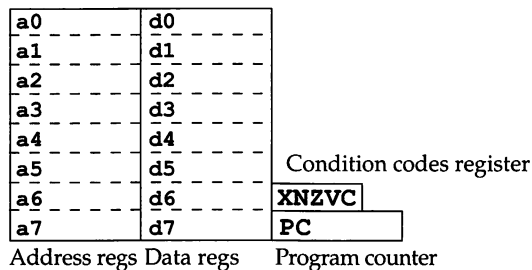 a0 d0
a1 d1
a2 d2
a3 d3
a4 d4
a5 d5 Condition codes register
a6 d6 XNZVC
a7 d7 PC
Address regs Data regs Program counter